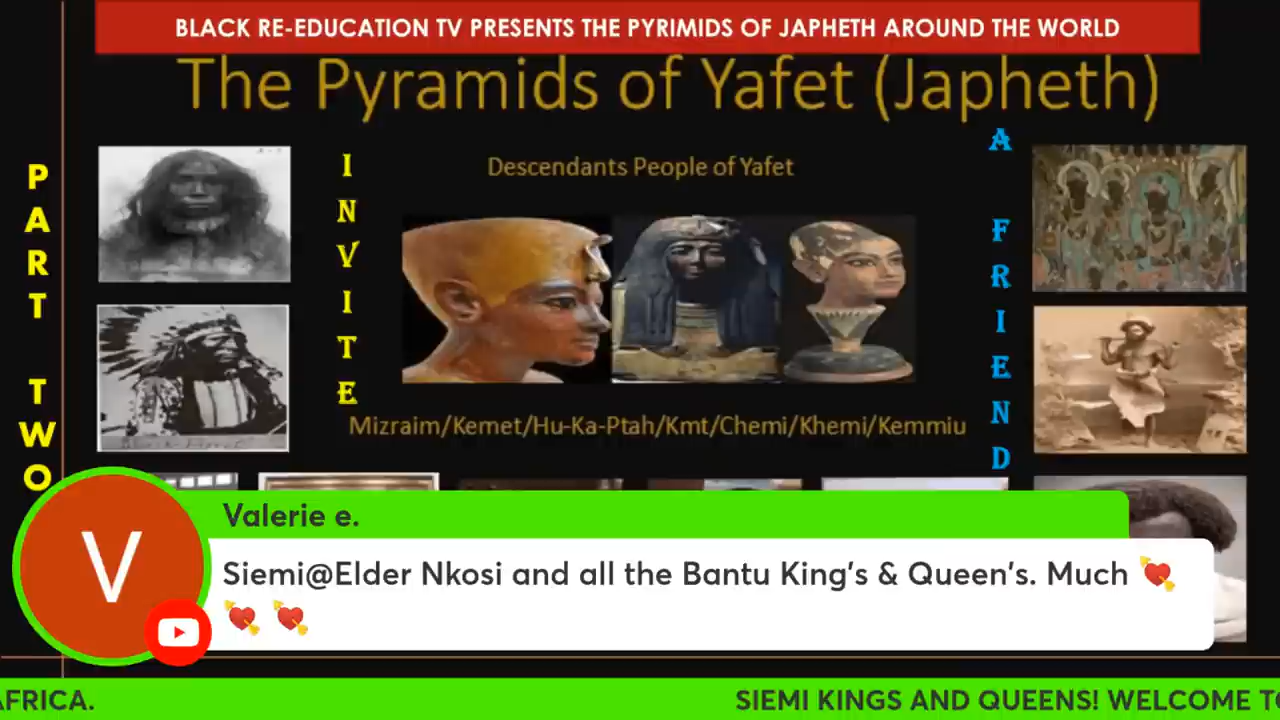 BLACK RE-EDUCATION TV PRESENTS THE PYRIMIDS OF JAPHETH AROUND THE WORLD
The Pyramids of Yafet (Japheth)
PART TWO
INVITE
A FRIEND
Descendants People of Yafet
Mizraim/Kemet/Hu-Ka-Ptah/Kmt/Chemi/Khemi/Kemmiu
V
Valerie e.
Siemi@Elder Nkosi and all the Bantu King's & Queen's. Much 💘
💘 💘
AFRICA.
SIEMI KINGS AND QUEENS! WELCOME